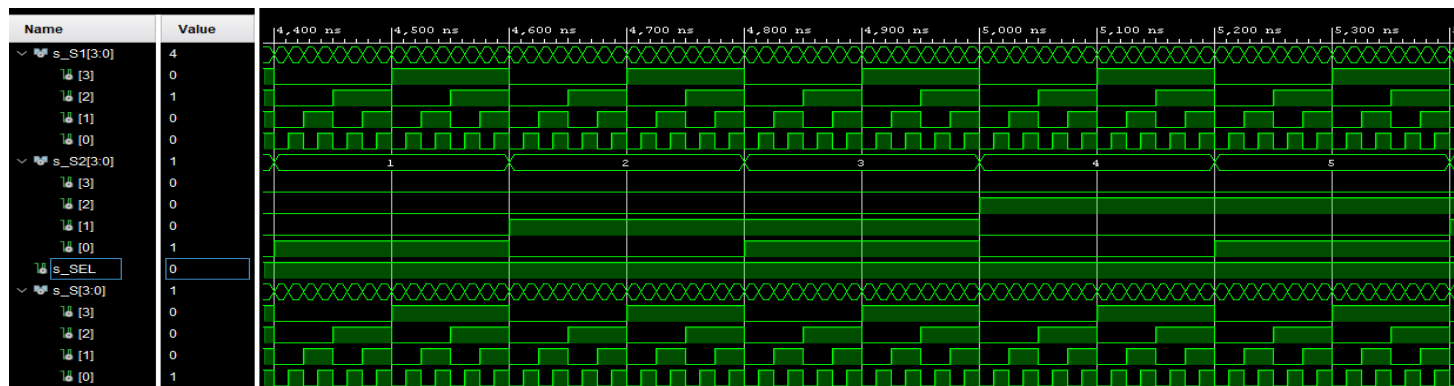 Name Value 4,400 ns 4,500 ns 4,600 ns 4,700 ns 4,800 ns 4,900 ns 5,000 ns 5,100 ns 5,200 ns 5,300 ns
s_S1[3:0] 4
[3] 0
[2] 1
[1] 0
[0] 0
s_S2[3:0] 1 1 2 3 4 5
[3] 0
[2] 0
[1] 0
[0] 1
s_SEL 0
s_S[3:0] 1
[3] 0
[2] 0
[1] 0
[0] 1